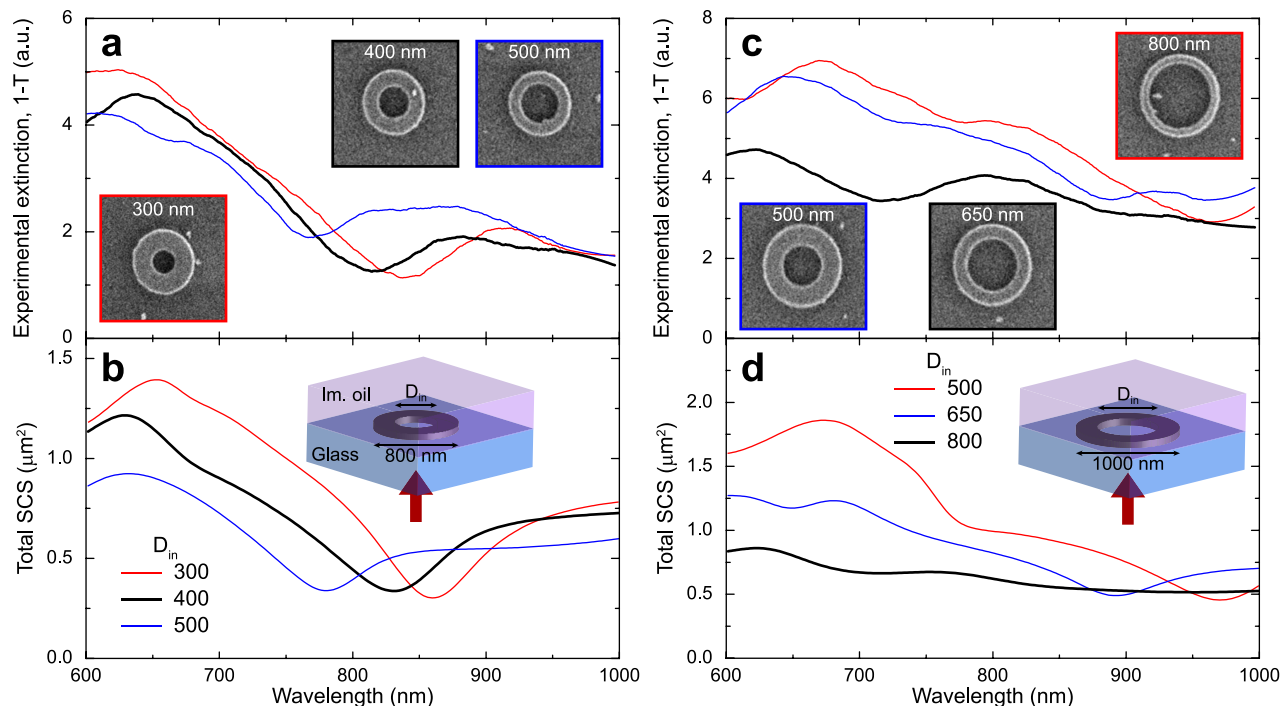 a
Experimental extinction, 1-T (a.u.)
6
4
2
0
400 nm
500 nm
300 nm
c
Experimental extinction, 1-T (a.u.)
8
6
4
2
0
800 nm
500 nm
650 nm
b
Total SCS (μm²)
1.5
1.0
0.5
0.0
Im. oil
D_in
Glass
800 nm
D_in
300
400
500
600 700 800 900 1000
Wavelength (nm)
d
Total SCS (μm²)
2.0
1.5
1.0
0.5
0.0
D_in
500
650
800
D_in
1000 nm
600 700 800 900 1000
Wavelength (nm)